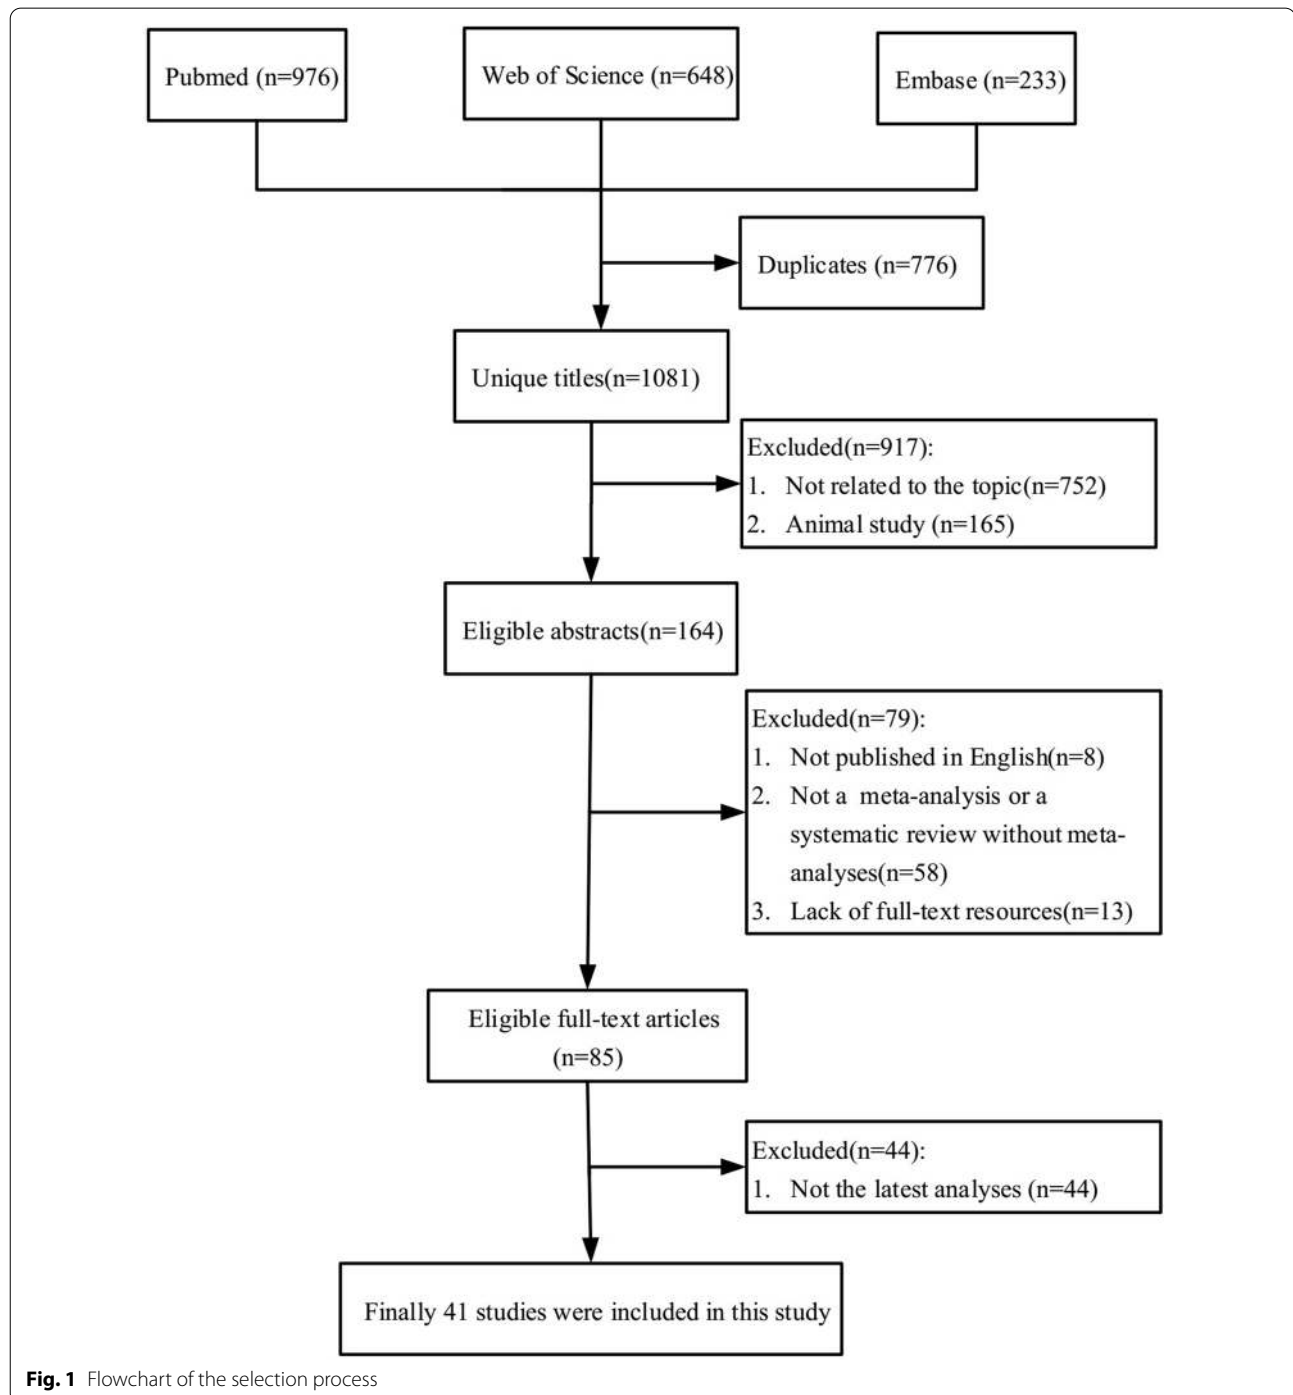 Pubmed (n=976)
Web of Science (n=648)
Embase (n=233)
Duplicates (n=776)
Unique titles(n=1081)
Excluded(n=917):
1. Not related to the topic(n=752)
2. Animal study (n=165)
Eligible abstracts(n=164)
Excluded(n=79):
1. Not published in English(n=8)
2. Not a meta-analysis or a
systematic review without meta-
analyses(n=58)
3. Lack of full-text resources(n=13)
Eligible full-text articles
(n=85)
Excluded(n=44):
1. Not the latest analyses (n=44)
Finally 41 studies were included in this study
Fig. 1 Flowchart of the selection process